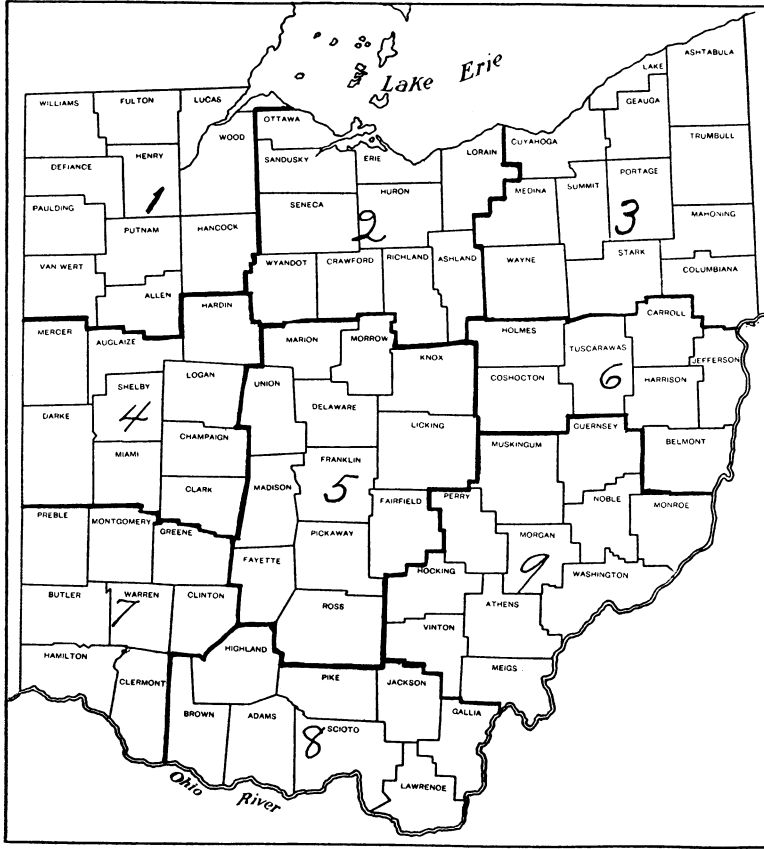 Lake Erie
ASHTABULA
LAKE
GEAUGA
WILLIAMS
FULTON
LUCAS
OTTAWA
WOOD
CUYAHOGA
TRUMBULL
HENRY
SANDUSKY
ERIE
LORAIN
DEFIANCE
MEDINA
SUMMIT
PORTAGE
HURON
SENECA
PAULDING
1
2
3
MAHONING
PUTNAM
HANCOCK
STARK
VAN WERT
WYANDOT
CRAWFORD
RICHLAND
ASHLAND
WAYNE
COLUMBIANA
ALLEN
HARDIN
CARROLL
MERCER
AUGLAIZE
MARION
MORROW
HOLMES
TUSCARAWAS
KNOX
JEFFERSON
LOGAN
COSHOCTON
6
HARRISON
SHELBY
UNION
DELAWARE
DARKE
4
LICKING
GUERNSEY
CHAMPAIGN
MUSKINGUM
BELMONT
MIAMI
FRANKLIN
CLARK
MADISON
5
FAIRFIELD
PERRY
NOBLE
MONROE
PREBLE
MONTGOMERY
GREENE
PICKAWAY
MORGAN
FAYETTE
HOCKING
9
WASHINGTON
BUTLER
WARREN
CLINTON
7
ROSS
ATHENS
VINTON
HAMILTON
HIGHLAND
MEIGS
CLERMONT
PIKE
JACKSON
BROWN
ADAMS
GALLIA
8
SCIOTO
Ohio River
LAWRENCE